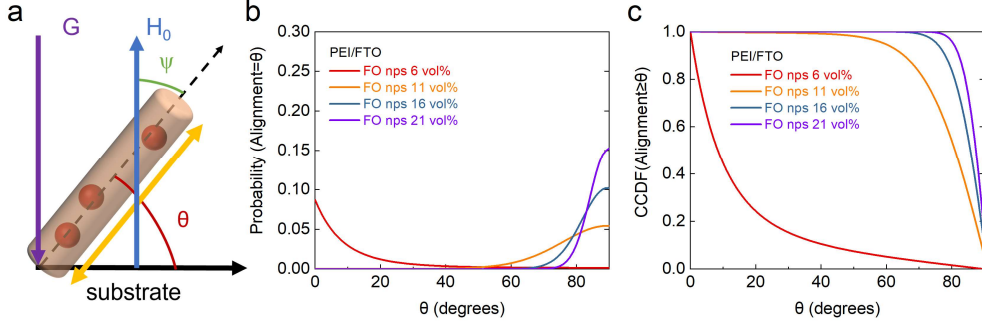 a
G
H₀
ψ
θ
substrate
b
Probability (Alignment=θ)
0.30
0.25
0.20
0.15
0.10
0.05
0.00
PEI/FTO
FO nps 6 vol%
FO nps 11 vol%
FO nps 16 vol%
FO nps 21 vol%
0 20 40 60 80
θ (degrees)
c
CCDF(Alignment≥θ)
1.0
0.8
0.6
0.4
0.2
0.0
PEI/FTO
FO nps 6 vol%
FO nps 11 vol%
FO nps 16 vol%
FO nps 21 vol%
0 20 40 60 80
θ (degrees)